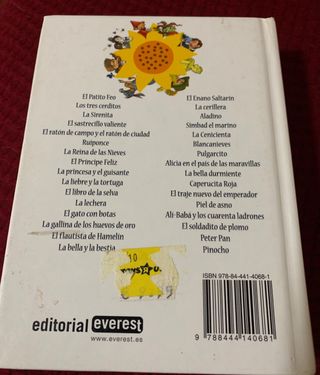 El Patito Feo
Los tres cerditos
La Sirenita
El sastrecillo valiente
El ratón de campo y el ratón de ciudad
Ruiponce
La Reina de las Nieves
El Príncipe Feliz
La princesa y el guisante
La liebre y la tortuga
El libro de la selva
La lechera
El gato con botas
La gallina de los huevos de oro
El flautista de Hamelín
La bella y la bestia
El Enano Saltarín
La cerillera
Aladino
Simbad el marino
La Cenicienta
Blancanieves
Pulgarcito
Alicia en el país de las maravillas
La bella durmiente
Caperucita Roja
El traje nuevo del emperador
Piel de asno
Alí-Babá y los cuarenta ladrones
El soldadito de plomo
Peter Pan
Pinocho
10
editorial everest
www.everest.es
ISBN 978-84-441-4068-1
9 788444 140681